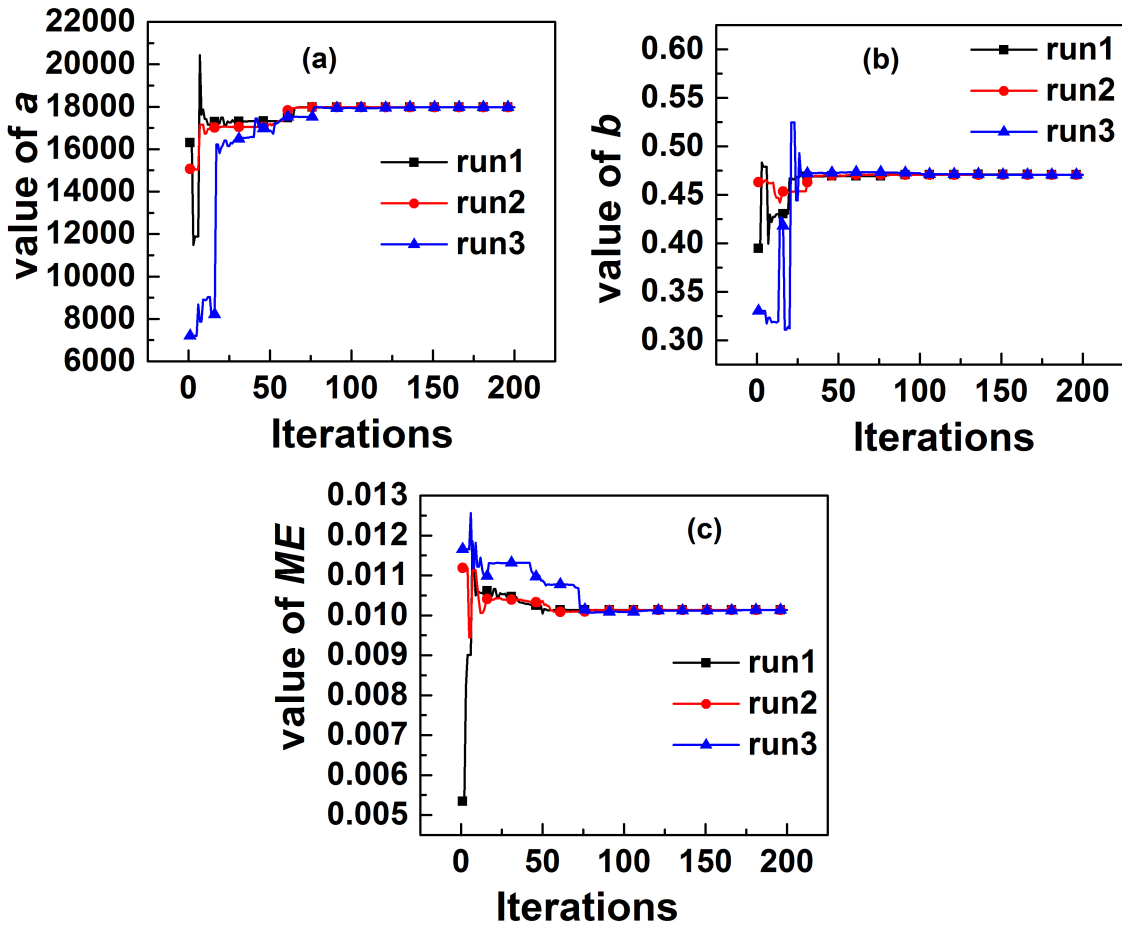 (a)
value of a
22000
20000
18000
16000
14000
12000
10000
8000
6000
run1
run2
run3
0 50 100 150 200
Iterations
(b)
value of b
0.60
0.55
0.50
0.45
0.40
0.35
0.30
run1
run2
run3
0 50 100 150 200
Iterations
(c)
value of ME
0.013
0.012
0.011
0.010
0.009
0.008
0.007
0.006
0.005
run1
run2
run3
0 50 100 150 200
Iterations